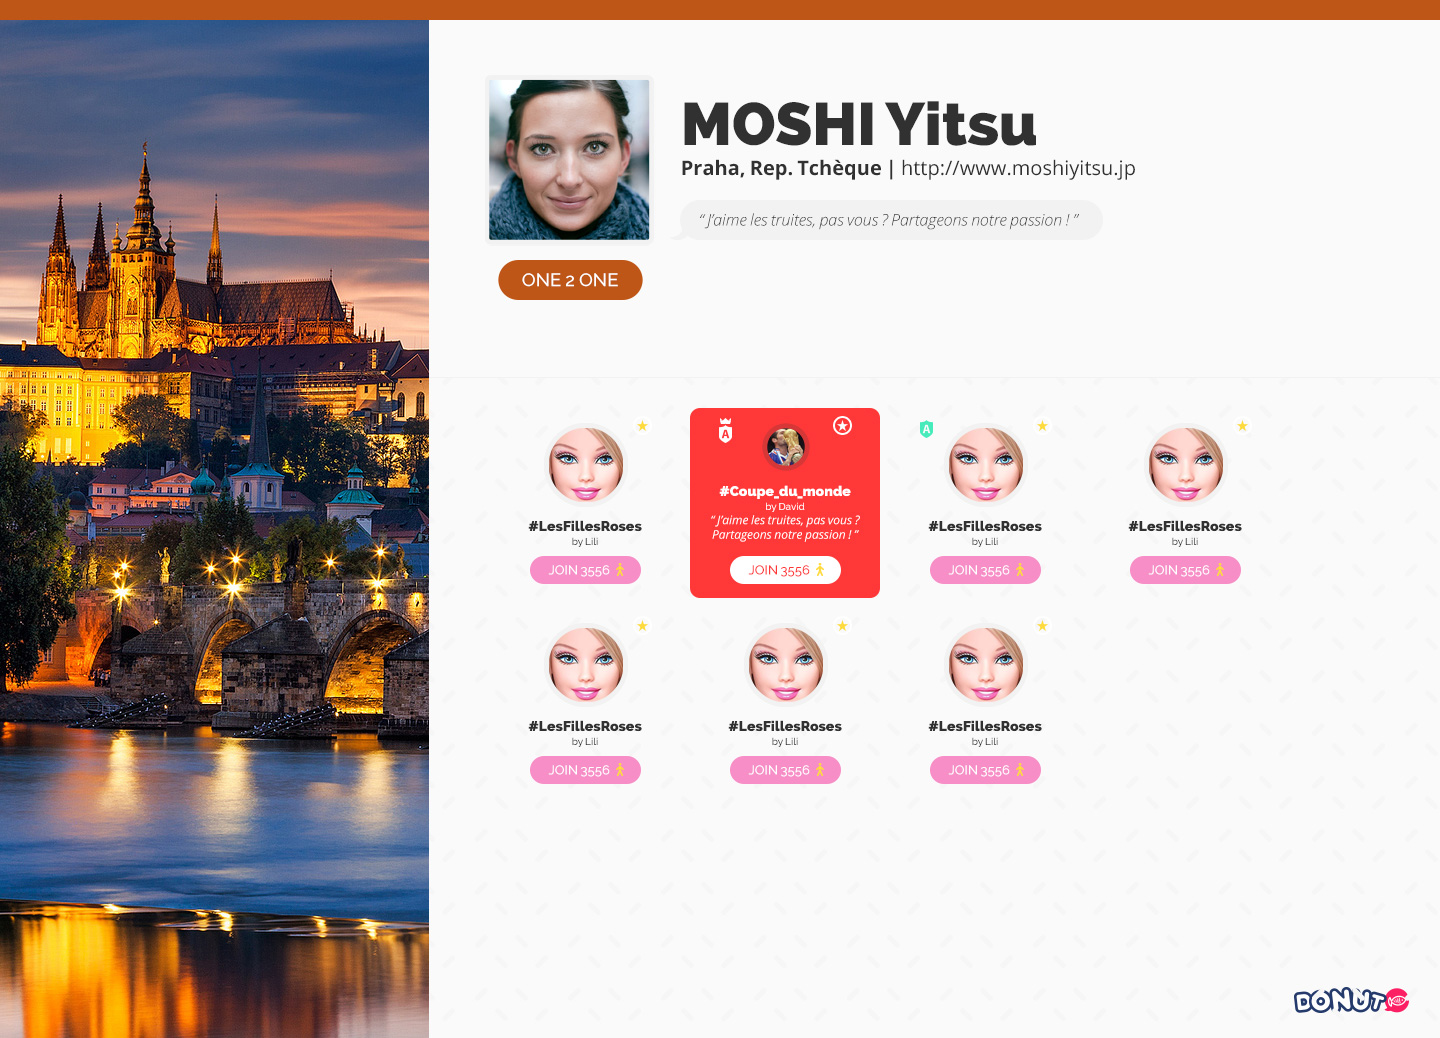 MOSHI Yitsu
Praha, Rep. Tchèque | http://www.moshiyitsu.jp
“ J’aime les truites, pas vous ? Partageons notre passion ! ”
ONE 2 ONE
#LesFillesRoses
by Lili
JOIN 3556
A
#Coupe_du_monde
by David
“ J’aime les truites, pas vous ?
Partageons notre passion ! ”
JOIN 3556
A
#LesFillesRoses
by Lili
JOIN 3556
#LesFillesRoses
by Lili
JOIN 3556
#LesFillesRoses
by Lili
JOIN 3556
#LesFillesRoses
by Lili
JOIN 3556
#LesFillesRoses
by Lili
JOIN 3556
DONUT